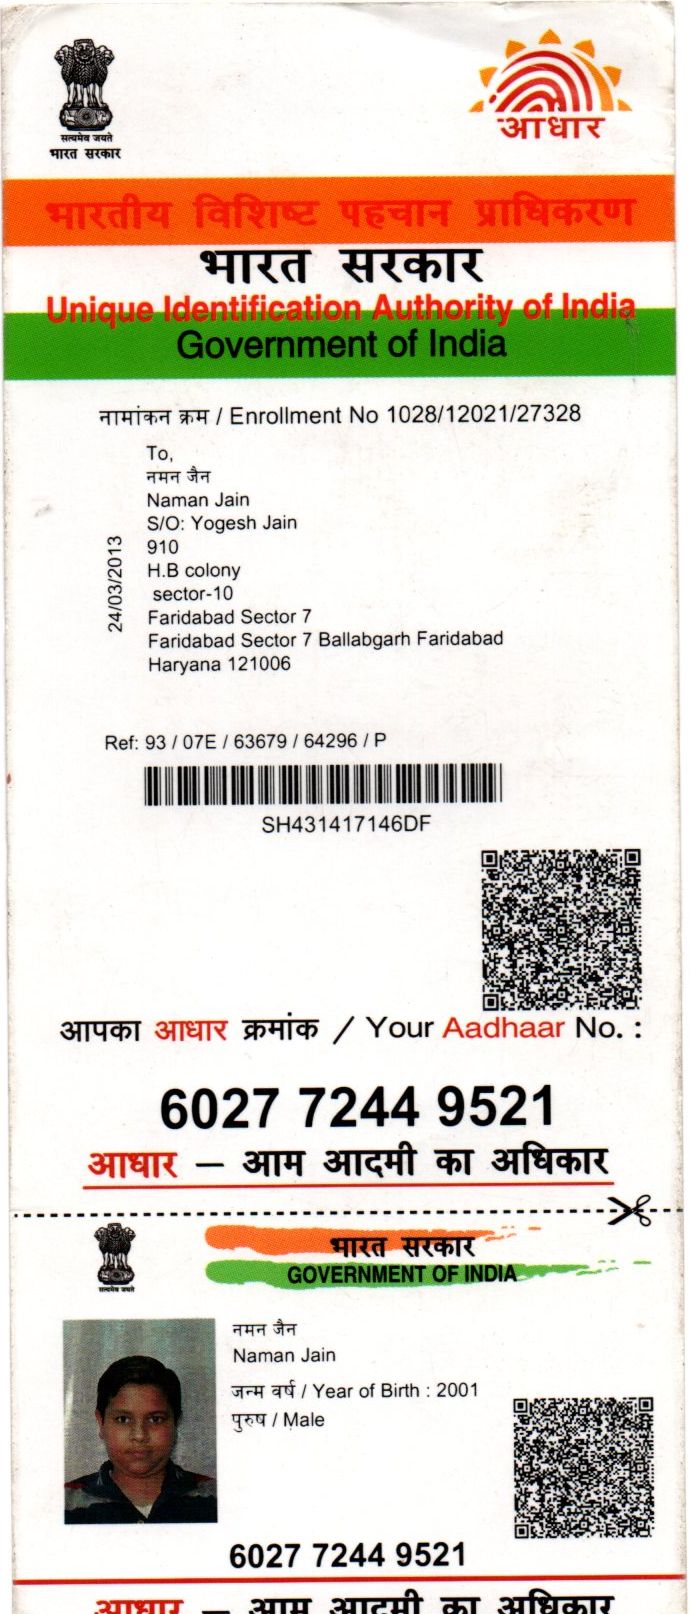 सत्यमेव जयते
भारत सरकार
आधार
भारतीय विशिष्ट पहचान प्राधिकरण
भारत सरकार
Unique Identification Authority of India
Government of India
नामांकन क्रम / Enrollment No 1028/12021/27328
To,
नमन जैन
Naman Jain
S/O: Yogesh Jain
910
H.B colony
sector-10
Faridabad Sector 7
Faridabad Sector 7 Ballabgarh Faridabad
Haryana 121006
24/03/2013
Ref: 93 / 07E / 63679 / 64296 / P
SH431417146DF
आपका आधार क्रमांक / Your Aadhaar No. :
6027 7244 9521
आधार — आम आदमी का अधिकार
सत्यमेव जयते
भारत सरकार
GOVERNMENT OF INDIA
नमन जैन
Naman Jain
जन्म वर्ष / Year of Birth : 2001
पुरुष / Male
6027 7244 9521
आधार — आम आदमी का अधिकार